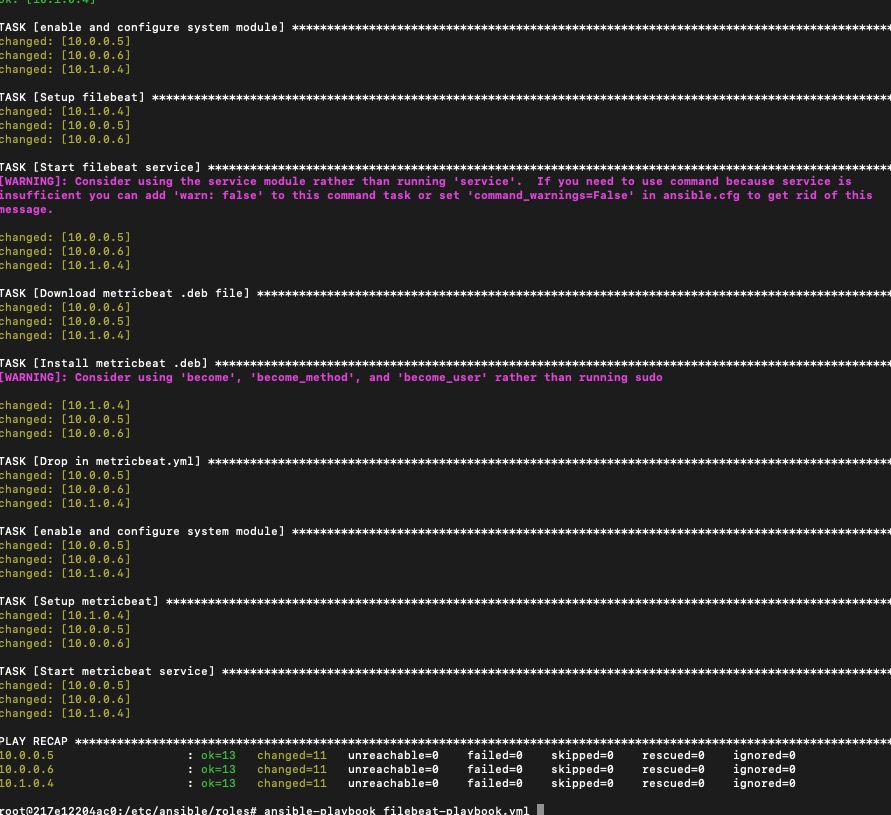 ok: [10.1.0.4]
TASK [enable and configure system module] **************************************************************************************
changed: [10.0.0.5]
changed: [10.0.0.6]
changed: [10.1.0.4]
TASK [Setup filebeat] **********************************************************************************************************
changed: [10.1.0.4]
changed: [10.0.0.5]
changed: [10.0.0.6]
TASK [Start filebeat service] **************************************************************************************************
[WARNING]: Consider using the service module rather than running 'service'.  If you need to use command because service is
insufficient you can add 'warn: false' to this command task or set 'command_warnings=False' in ansible.cfg to get rid of this
message.
changed: [10.0.0.5]
changed: [10.0.0.6]
changed: [10.1.0.4]
TASK [Download metricbeat .deb file] *******************************************************************************************
changed: [10.0.0.6]
changed: [10.0.0.5]
changed: [10.1.0.4]
TASK [Install metricbeat .deb] *************************************************************************************************
[WARNING]: Consider using 'become', 'become_method', and 'become_user' rather than running sudo
changed: [10.1.0.4]
changed: [10.0.0.5]
changed: [10.0.0.6]
TASK [Drop in metricbeat.yml] **************************************************************************************************
changed: [10.0.0.5]
changed: [10.0.0.6]
changed: [10.1.0.4]
TASK [enable and configure system module] **************************************************************************************
changed: [10.0.0.5]
changed: [10.0.0.6]
changed: [10.1.0.4]
TASK [Setup metricbeat] ********************************************************************************************************
changed: [10.1.0.4]
changed: [10.0.0.5]
changed: [10.0.0.6]
TASK [Start metricbeat service] ************************************************************************************************
changed: [10.0.0.5]
changed: [10.0.0.6]
changed: [10.1.0.4]
PLAY RECAP *********************************************************************************************************************
10.0.0.5                   : ok=13   changed=11   unreachable=0    failed=0    skipped=0    rescued=0    ignored=0
10.0.0.6                   : ok=13   changed=11   unreachable=0    failed=0    skipped=0    rescued=0    ignored=0
10.1.0.4                   : ok=13   changed=11   unreachable=0    failed=0    skipped=0    rescued=0    ignored=0
root@217e12204ac0:/etc/ansible/roles# ansible-playbook filebeat-playbook.yml